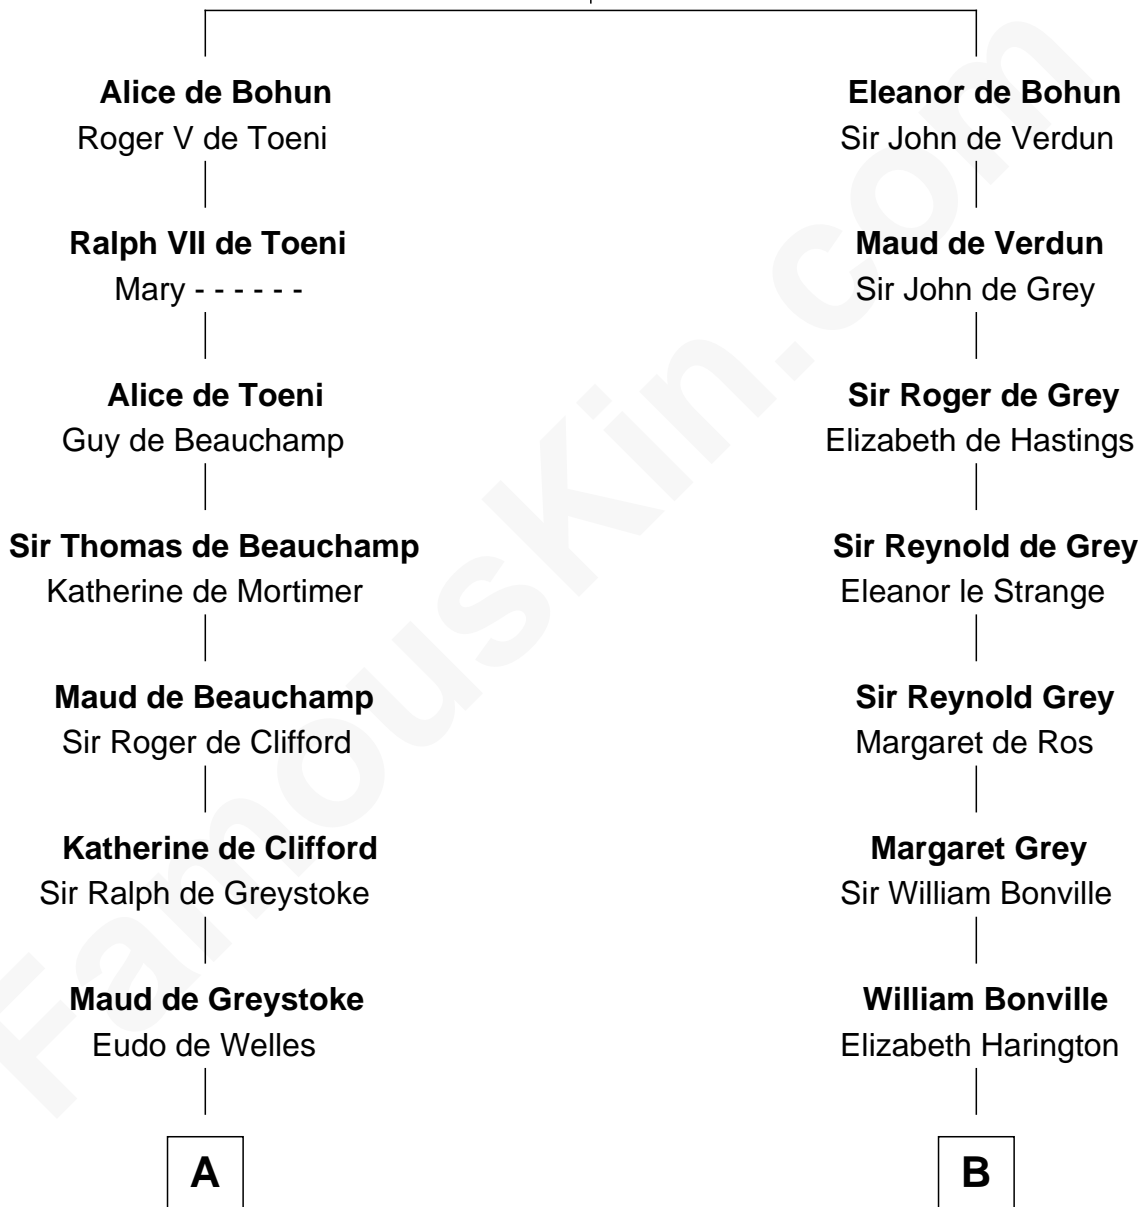 Alice de Bohun
Roger V de Toeni
Ralph VII de Toeni
Mary - - - - - -
Alice de Toeni
Guy de Beauchamp
Sir Thomas de Beauchamp
Katherine de Mortimer
Maud de Beauchamp
Sir Roger de Clifford
Katherine de Clifford
Sir Ralph de Greystoke
Maud de Greystoke
Eudo de Welles
A
Eleanor de Bohun
Sir John de Verdun
Maud de Verdun
Sir John de Grey
Sir Roger de Grey
Elizabeth de Hastings
Sir Reynold de Grey
Eleanor le Strange
Sir Reynold Grey
Margaret de Ros
Margaret Grey
Sir William Bonville
William Bonville
Elizabeth Harington
B
FamousKin.com